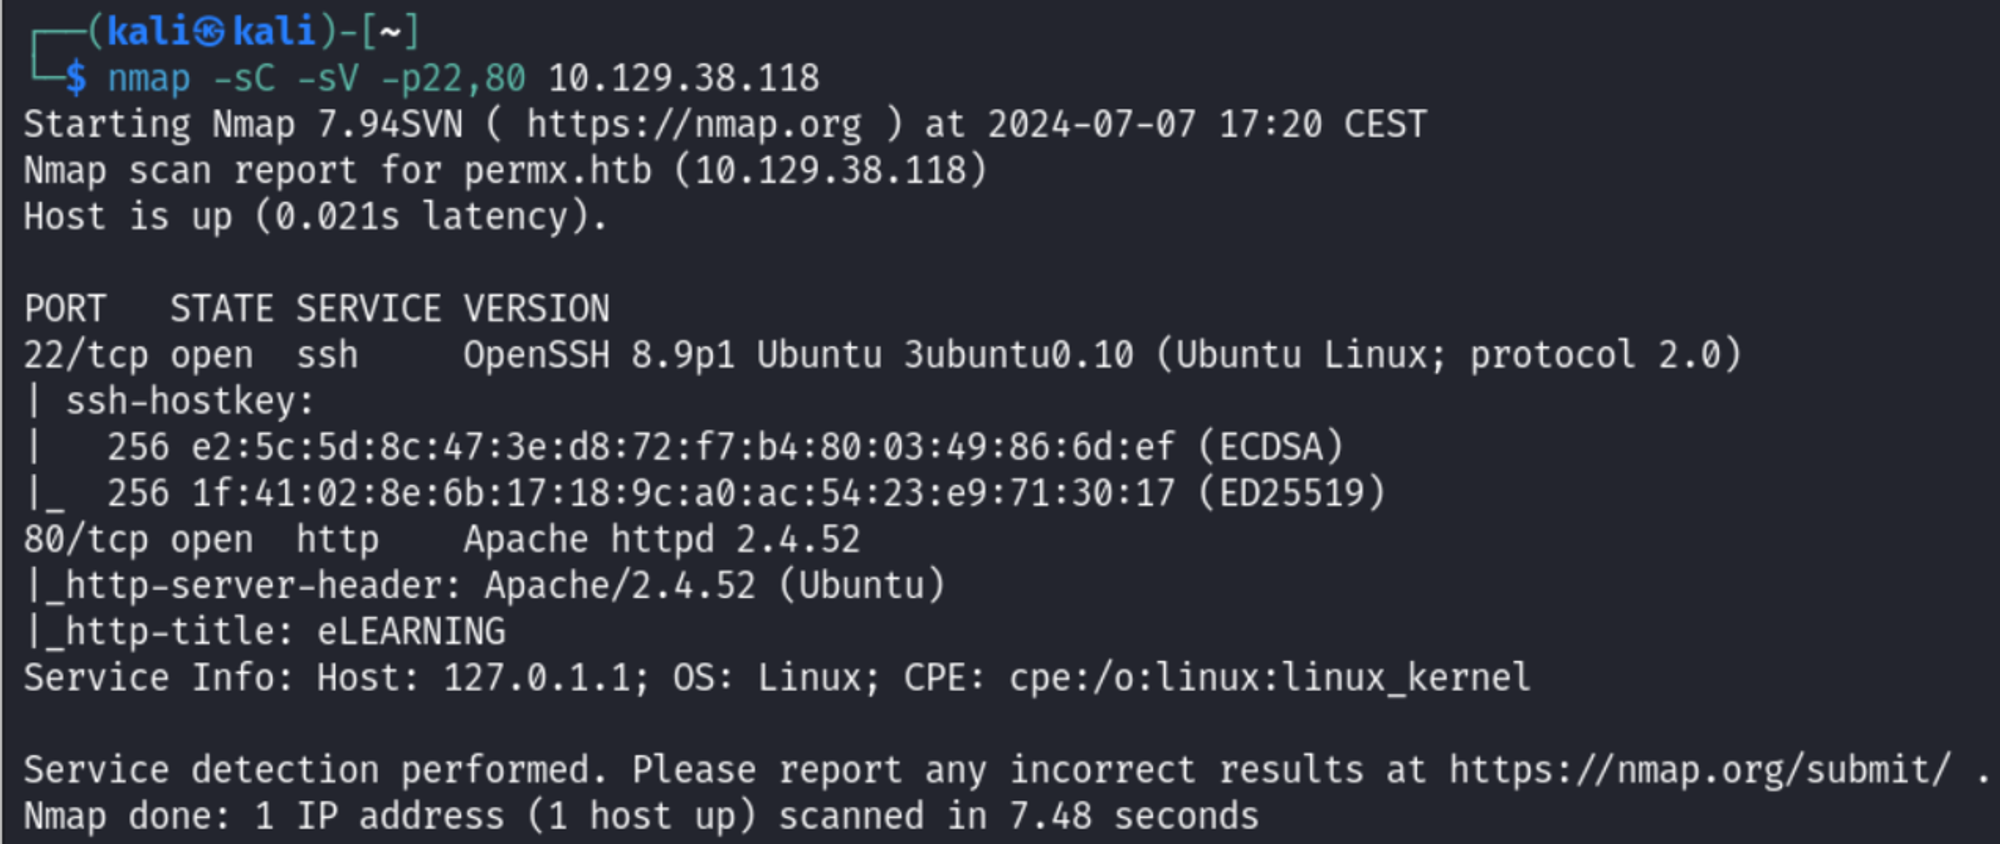 ┌──(kali㉿kali)-[~]
└─$ nmap -sC -sV -p22,80 10.129.38.118
Starting Nmap 7.94SVN ( https://nmap.org ) at 2024-07-07 17:20 CEST
Nmap scan report for permx.htb (10.129.38.118)
Host is up (0.021s latency).

PORT   STATE SERVICE VERSION
22/tcp open  ssh     OpenSSH 8.9p1 Ubuntu 3ubuntu0.10 (Ubuntu Linux; protocol 2.0)
| ssh-hostkey:
|   256 e2:5c:5d:8c:47:3e:d8:72:f7:b4:80:03:49:86:6d:ef (ECDSA)
|_  256 1f:41:02:8e:6b:17:18:9c:a0:ac:54:23:e9:71:30:17 (ED25519)
80/tcp open  http    Apache httpd 2.4.52
|_http-server-header: Apache/2.4.52 (Ubuntu)
|_http-title: eLEARNING
Service Info: Host: 127.0.1.1; OS: Linux; CPE: cpe:/o:linux:linux_kernel

Service detection performed. Please report any incorrect results at https://nmap.org/submit/ .
Nmap done: 1 IP address (1 host up) scanned in 7.48 seconds